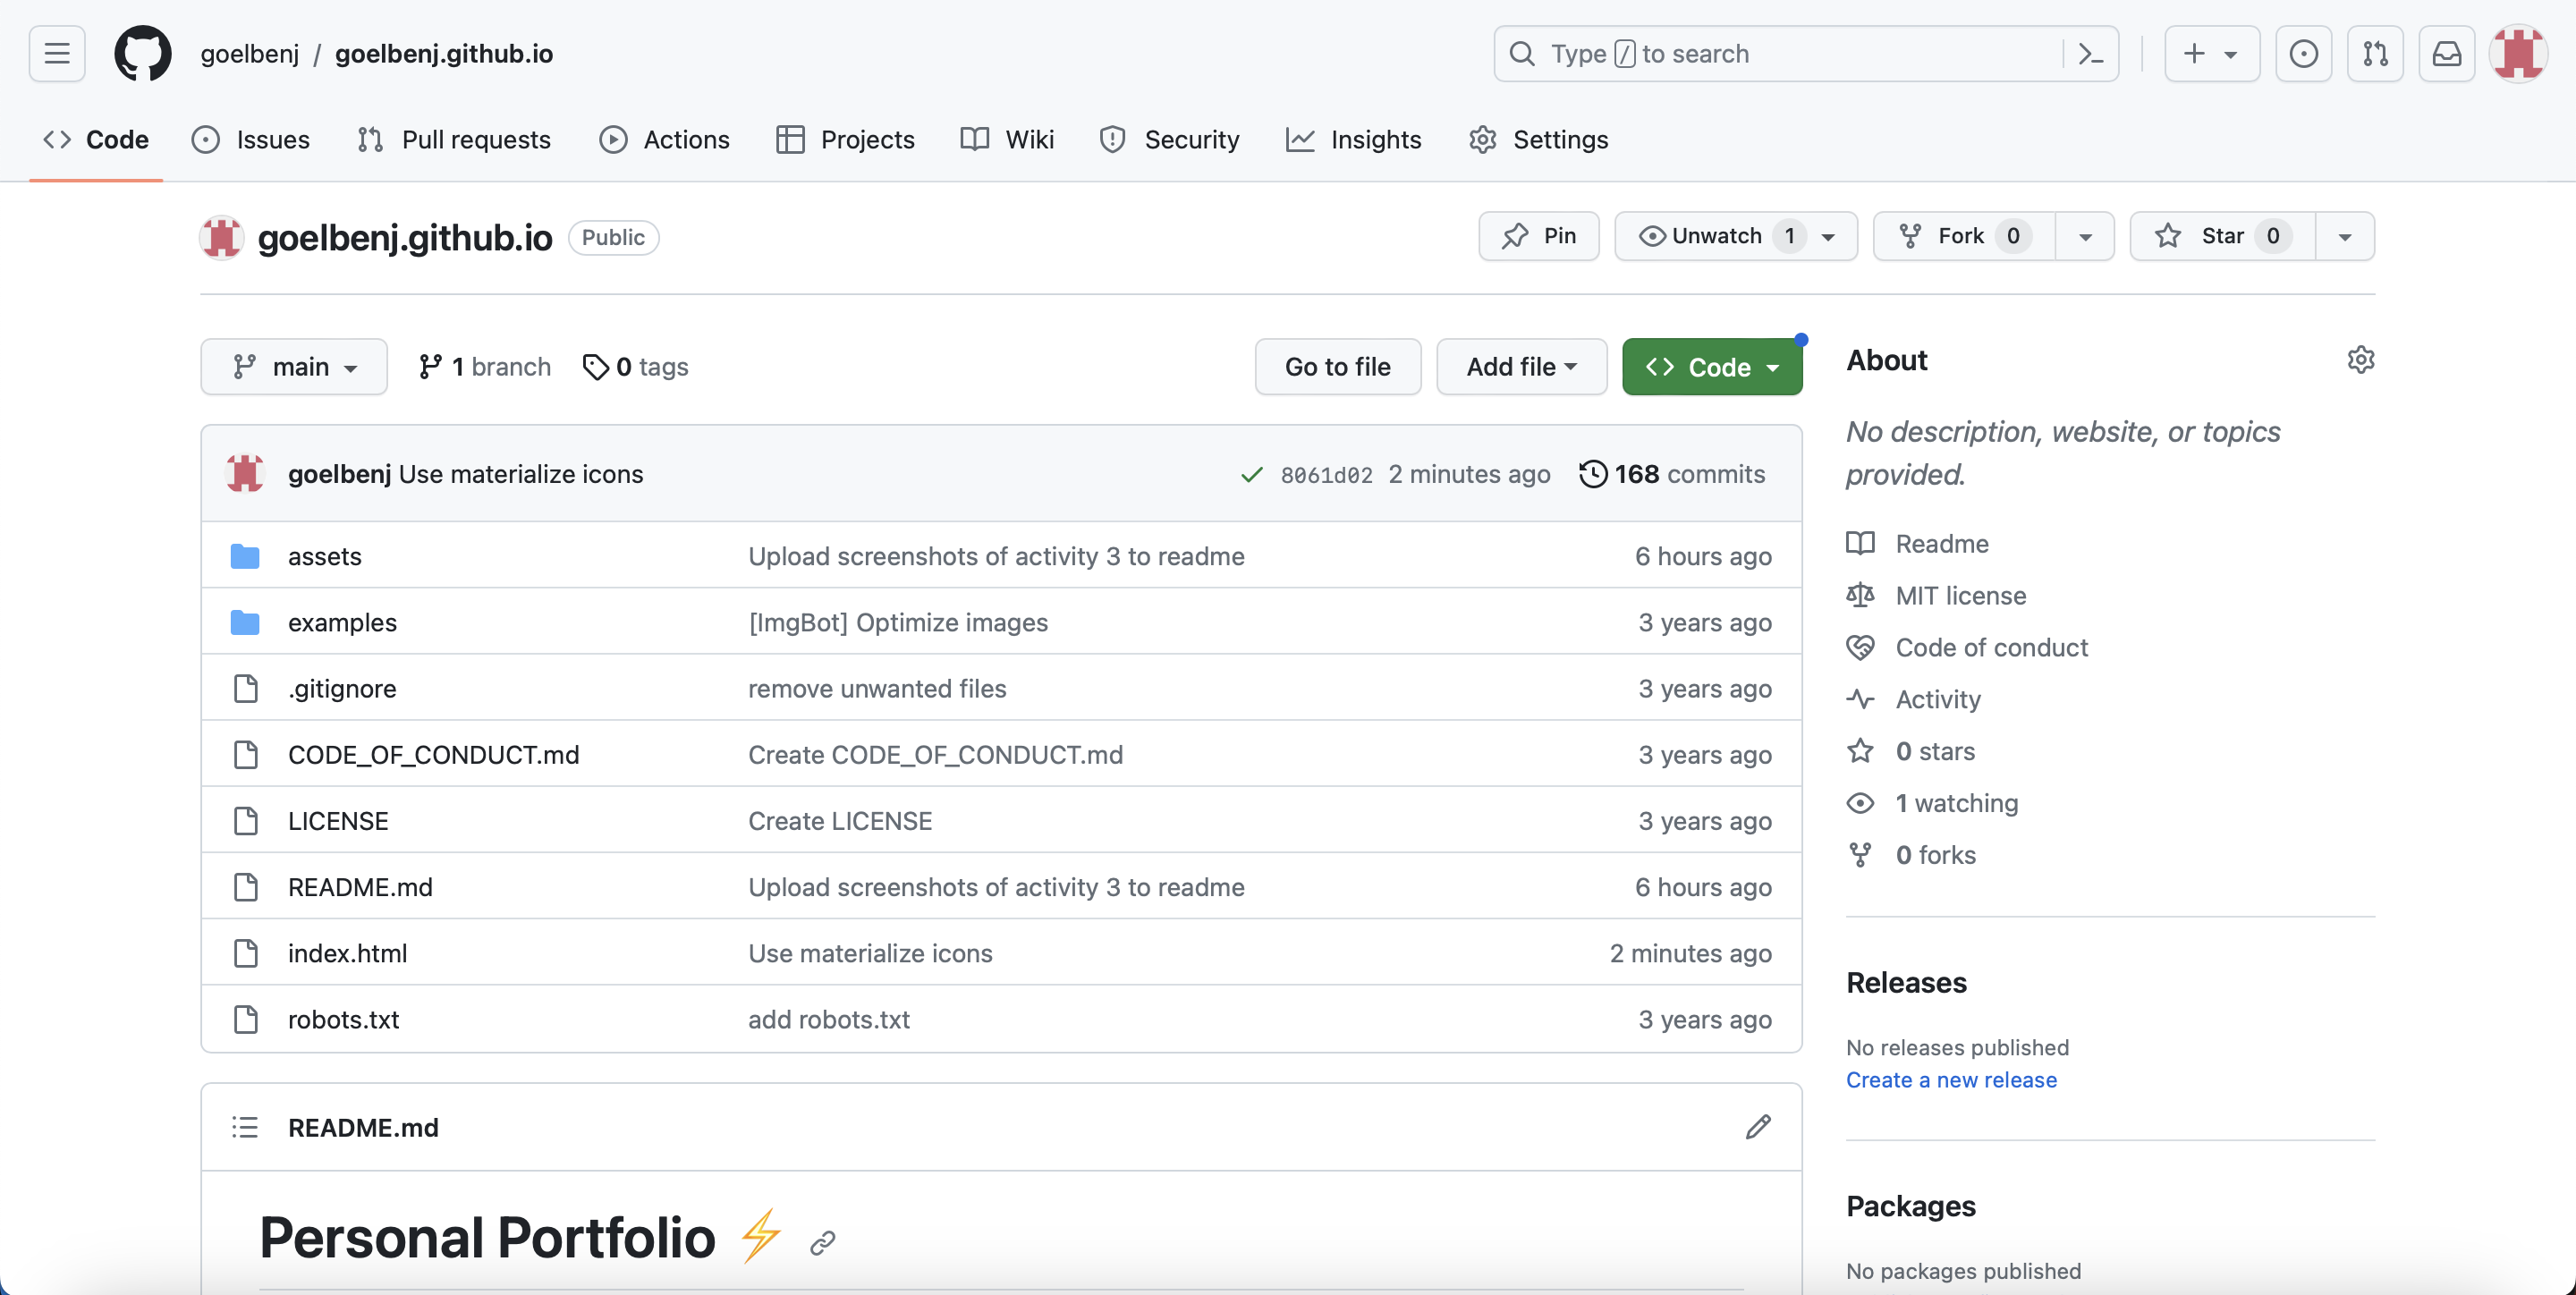 goelbenj / goelbenj.github.io
Type / to search
Code Issues Pull requests Actions Projects Wiki Security Insights Settings
goelbenj.github.io Public
Pin Unwatch 1 Fork 0 Star 0
main 1 branch 0 tags
Go to file Add file Code
goelbenj Use materialize icons 8061d02 2 minutes ago 168 commits
assets Upload screenshots of activity 3 to readme 6 hours ago
examples [ImgBot] Optimize images 3 years ago
.gitignore remove unwanted files 3 years ago
CODE_OF_CONDUCT.md Create CODE_OF_CONDUCT.md 3 years ago
LICENSE Create LICENSE 3 years ago
README.md Upload screenshots of activity 3 to readme 6 hours ago
index.html Use materialize icons 2 minutes ago
robots.txt add robots.txt 3 years ago
README.md
Personal Portfolio ⚡
About
No description, website, or topics
provided.
Readme
MIT license
Code of conduct
Activity
0 stars
1 watching
0 forks
Releases
No releases published
Create a new release
Packages
No packages published